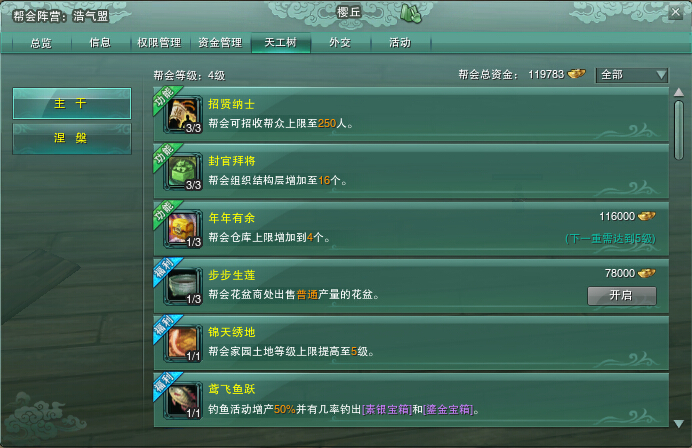 帮会阵营：浩气盟
樱丘
总览 信息 权限管理 资金管理 天工树 外交 活动
帮会等级：4级 帮会总资金： 119783 全部
主 干
涅 槃
功能
3/3
招贤纳士
帮会可招收帮众上限至250人。
功能
3/3
封官拜将
帮会组织结构层增加至16个。
功能
1/3
年年有余 116000
帮会仓库上限增加到4个。 (下一重需达到5级)
福利
1/3
步步生莲 78000
帮会花盆商处出售普通产量的花盆。 开启
福利
1/1
锦天绣地
帮会家园土地等级上限提高至5级。
福利
1/1
鸢飞鱼跃
钓鱼活动增产50%并有几率钓出[素银宝箱]和[鎏金宝箱]。